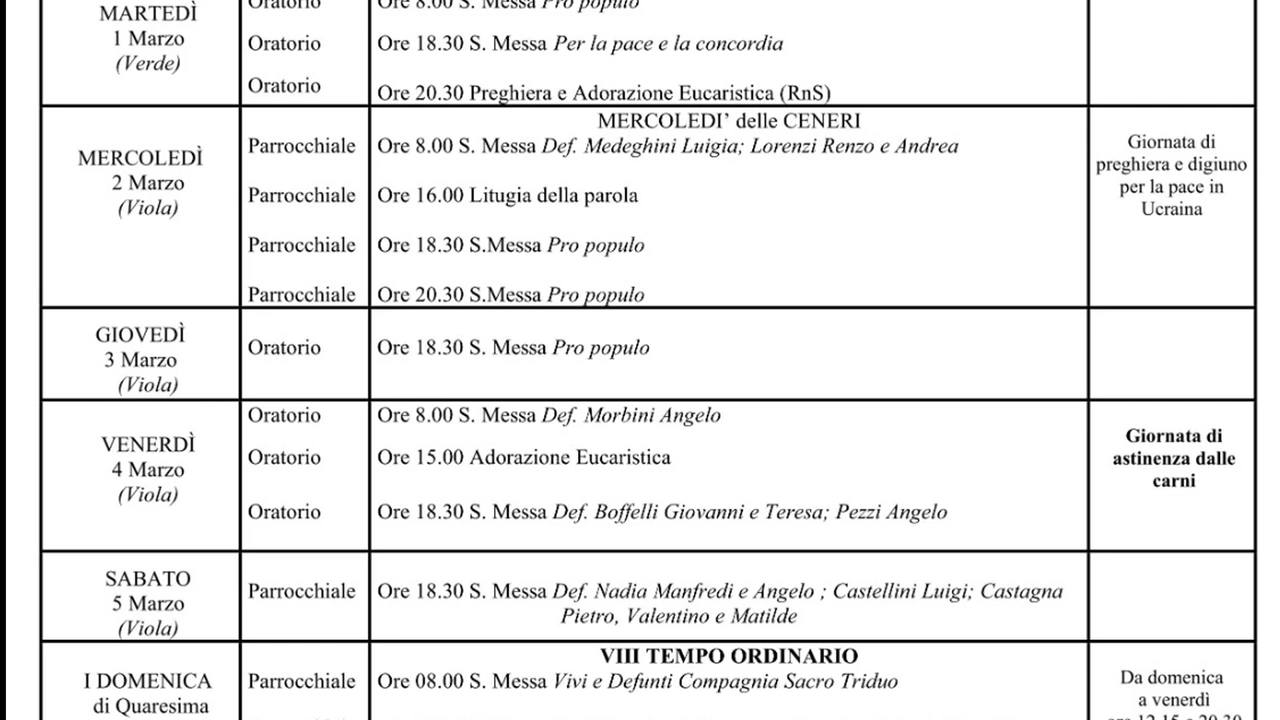 MARTEDÌ
1 Marzo
(Verde)
Oratorio
Ore 8.00 S. Messa Pro populo
Oratorio
Ore 18.30 S. Messa Per la pace e la concordia
Oratorio
Ore 20.30 Preghiera e Adorazione Eucaristica (RnS)
MERCOLEDÌ
2 Marzo
(Viola)
MERCOLEDI’ delle CENERI
Parrocchiale
Ore 8.00 S. Messa Def. Medeghini Luigia; Lorenzi Renzo e Andrea
Parrocchiale
Ore 16.00 Litugia della parola
Parrocchiale
Ore 18.30 S.Messa Pro populo
Parrocchiale
Ore 20.30 S.Messa Pro populo
Giornata di
preghiera e digiuno
per la pace in
Ucraina
GIOVEDÌ
3 Marzo
(Viola)
Oratorio
Ore 18.30 S. Messa Pro populo
VENERDÌ
4 Marzo
(Viola)
Oratorio
Ore 8.00 S. Messa Def. Morbini Angelo
Oratorio
Ore 15.00 Adorazione Eucaristica
Oratorio
Ore 18.30 S. Messa Def. Boffelli Giovanni e Teresa; Pezzi Angelo
Giornata di
astinenza dalle
carni
SABATO
5 Marzo
(Viola)
Parrocchiale
Ore 18.30 S. Messa Def. Nadia Manfredi e Angelo ; Castellini Luigi; Castagna
Pietro, Valentino e Matilde
I DOMENICA
di Quaresima
VIII TEMPO ORDINARIO
Parrocchiale
Ore 08.00 S. Messa Vivi e Defunti Compagnia Sacro Triduo
Da domenica
a venerdì
ore 12.15 e 20.30